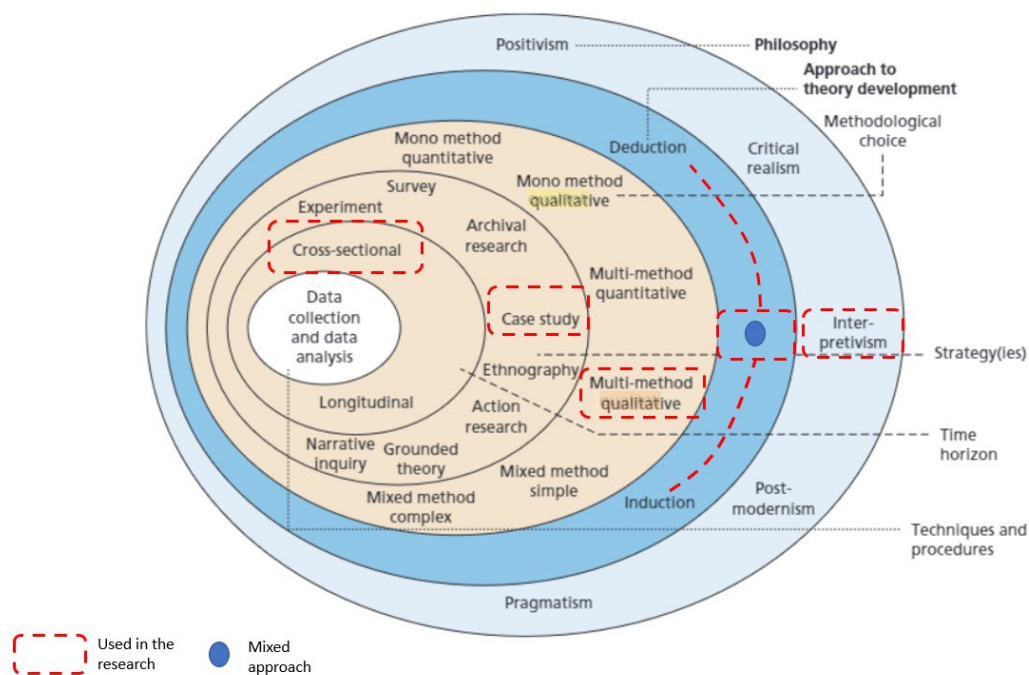 Positivism
Philosophy
Approach to
theory development
Methodological
choice
Mono method
quantitative
Deduction
Critical
realism
Survey
Mono method
qualitative
Experiment
Archival
research
Cross-sectional
Multi-method
quantitative
Data
collection
and data
analysis
Case study
Inter-
pretivism
Strategy(ies)
Ethnography
Multi-method
qualitative
Longitudinal
Action
research
Time
horizon
Narrative
inquiry
Grounded
theory
Mixed method
simple
Mixed method
complex
Induction
Post-
modernism
Techniques and
procedures
Pragmatism
Used in the
research
Mixed
approach